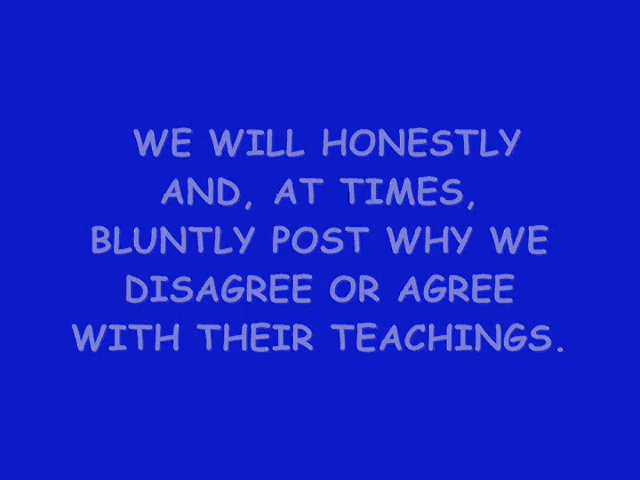 WE WILL HONESTLY
AND, AT TIMES,
BLUNTLY POST WHY WE
DISAGREE OR AGREE
WITH THEIR TEACHINGS.